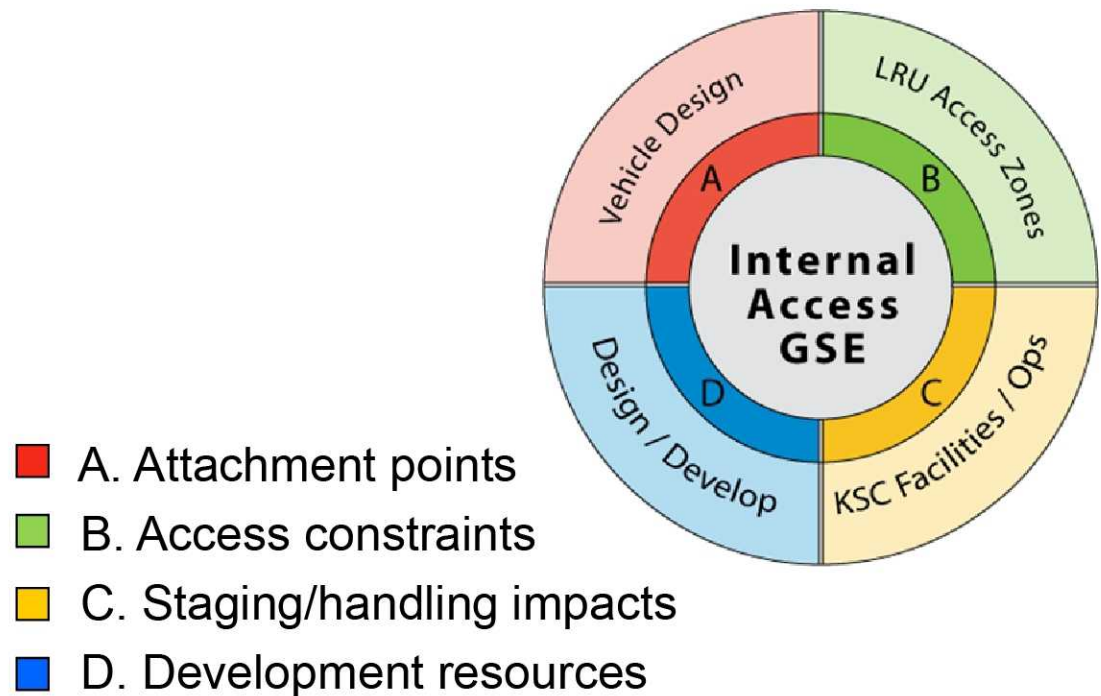 Vehicle Design
LRU Access Zones
A
B
Internal
Access
GSE
D
C
Design / Develop
KSC Facilities / Ops
A. Attachment points
B. Access constraints
C. Staging/handling impacts
D. Development resources